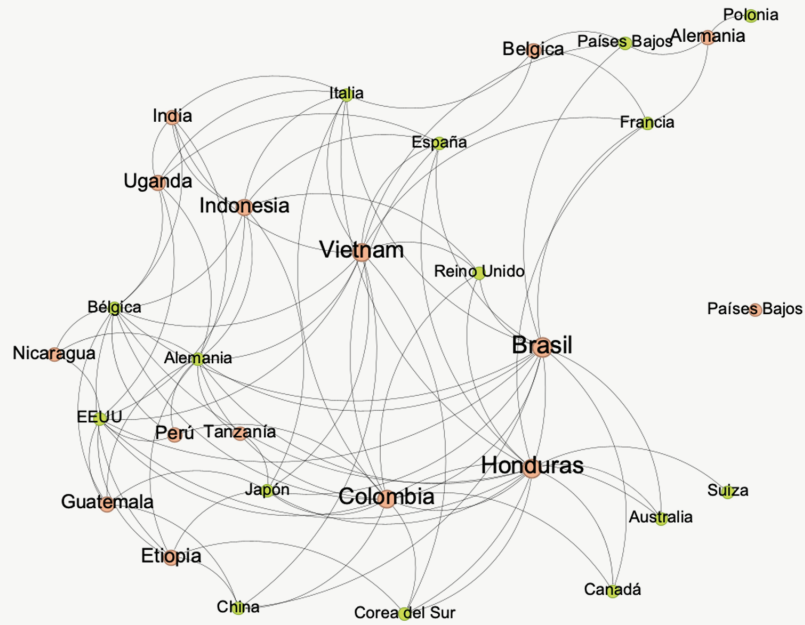 Polonia
Belgica
Países Bajos
Alemania
Italia
India
Francia
España
Uganda
Indonesia
Vietnam
Reino Unido
Bélgica
Países Bajos
Nicaragua
Alemania
Brasil
EEUU
Perú
Tanzanía
Honduras
Guatemala
Japón
Colombia
Suiza
Australia
Etiopia
China
Corea del Sur
Canadá